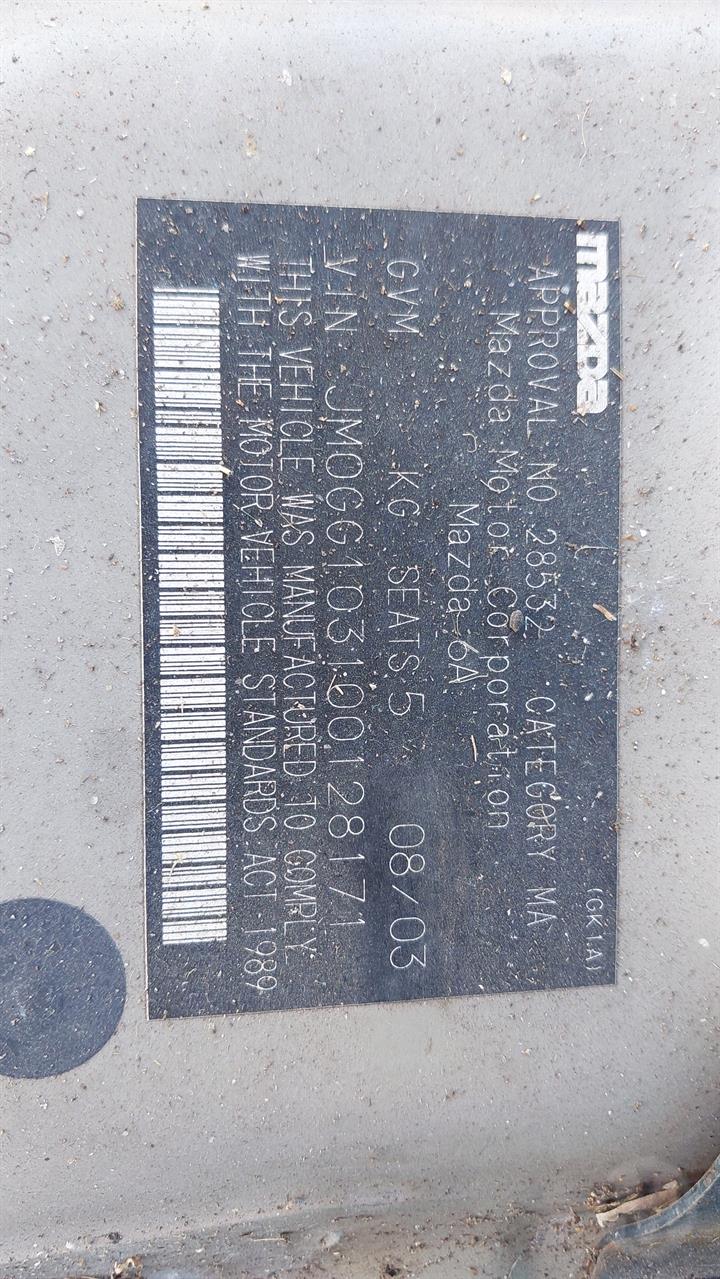 mazda
APPROVAL NO 28532 CATEGORY MA (GK1A)
Mazda Motor Corporation
Mazda 6A
GVM KG SEATS 5 08/03
VIN JM0GG103100128171
THIS VEHICLE WAS MANUFACTURED TO COMPLY
WITH THE MOTOR VEHICLE STANDARDS ACT 1989